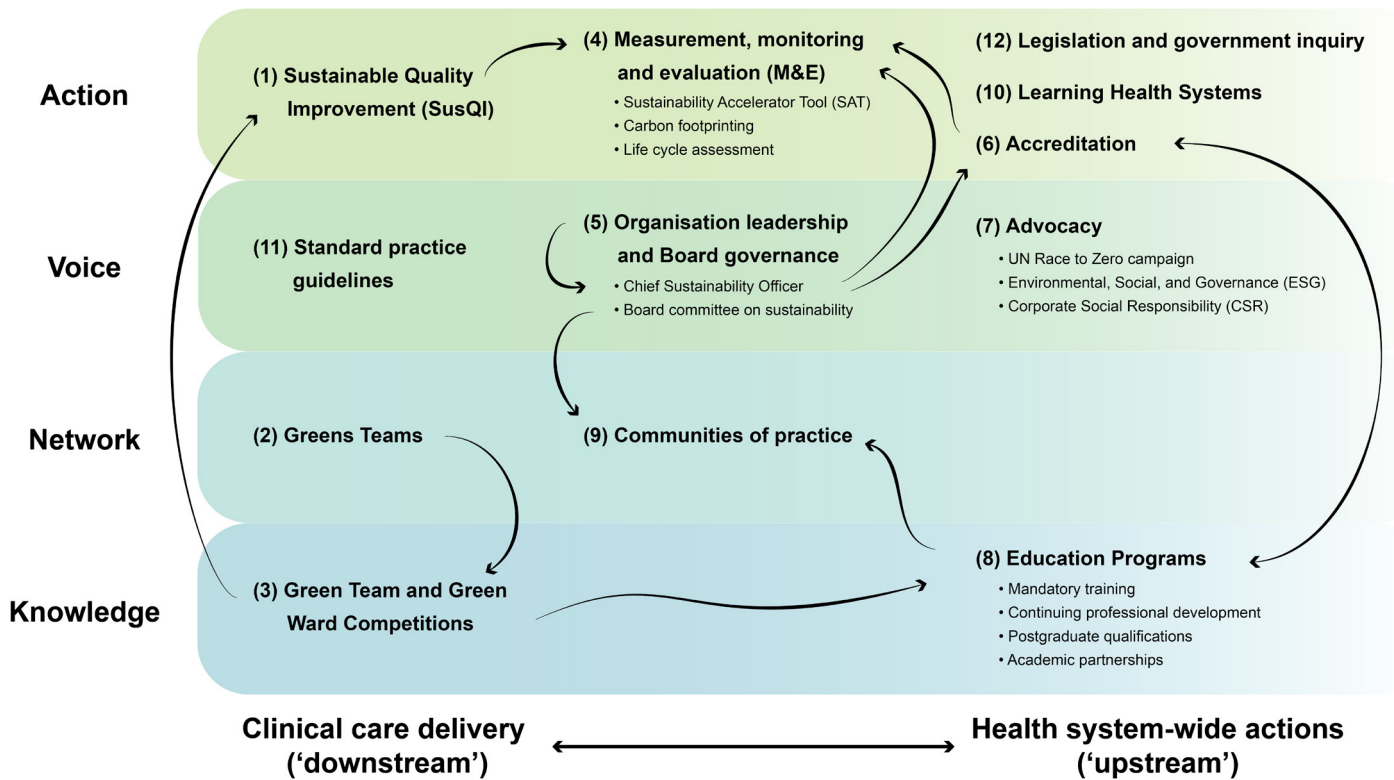 Action
(1) Sustainable Quality
Improvement (SusQI)
(4) Measurement, monitoring
and evaluation (M&E)
• Sustainability Accelerator Tool (SAT)
• Carbon footprinting
• Life cycle assessment
(12) Legislation and government inquiry
(10) Learning Health Systems
(6) Accreditation
Voice
(11) Standard practice
guidelines
(5) Organisation leadership
and Board governance
• Chief Sustainability Officer
• Board committee on sustainability
(7) Advocacy
• UN Race to Zero campaign
• Environmental, Social, and Governance (ESG)
• Corporate Social Responsibility (CSR)
Network
(2) Greens Teams
(9) Communities of practice
Knowledge
(3) Green Team and Green
Ward Competitions
(8) Education Programs
• Mandatory training
• Continuing professional development
• Postgraduate qualifications
• Academic partnerships
Clinical care delivery
(‘downstream’)
Health system-wide actions
(‘upstream’)